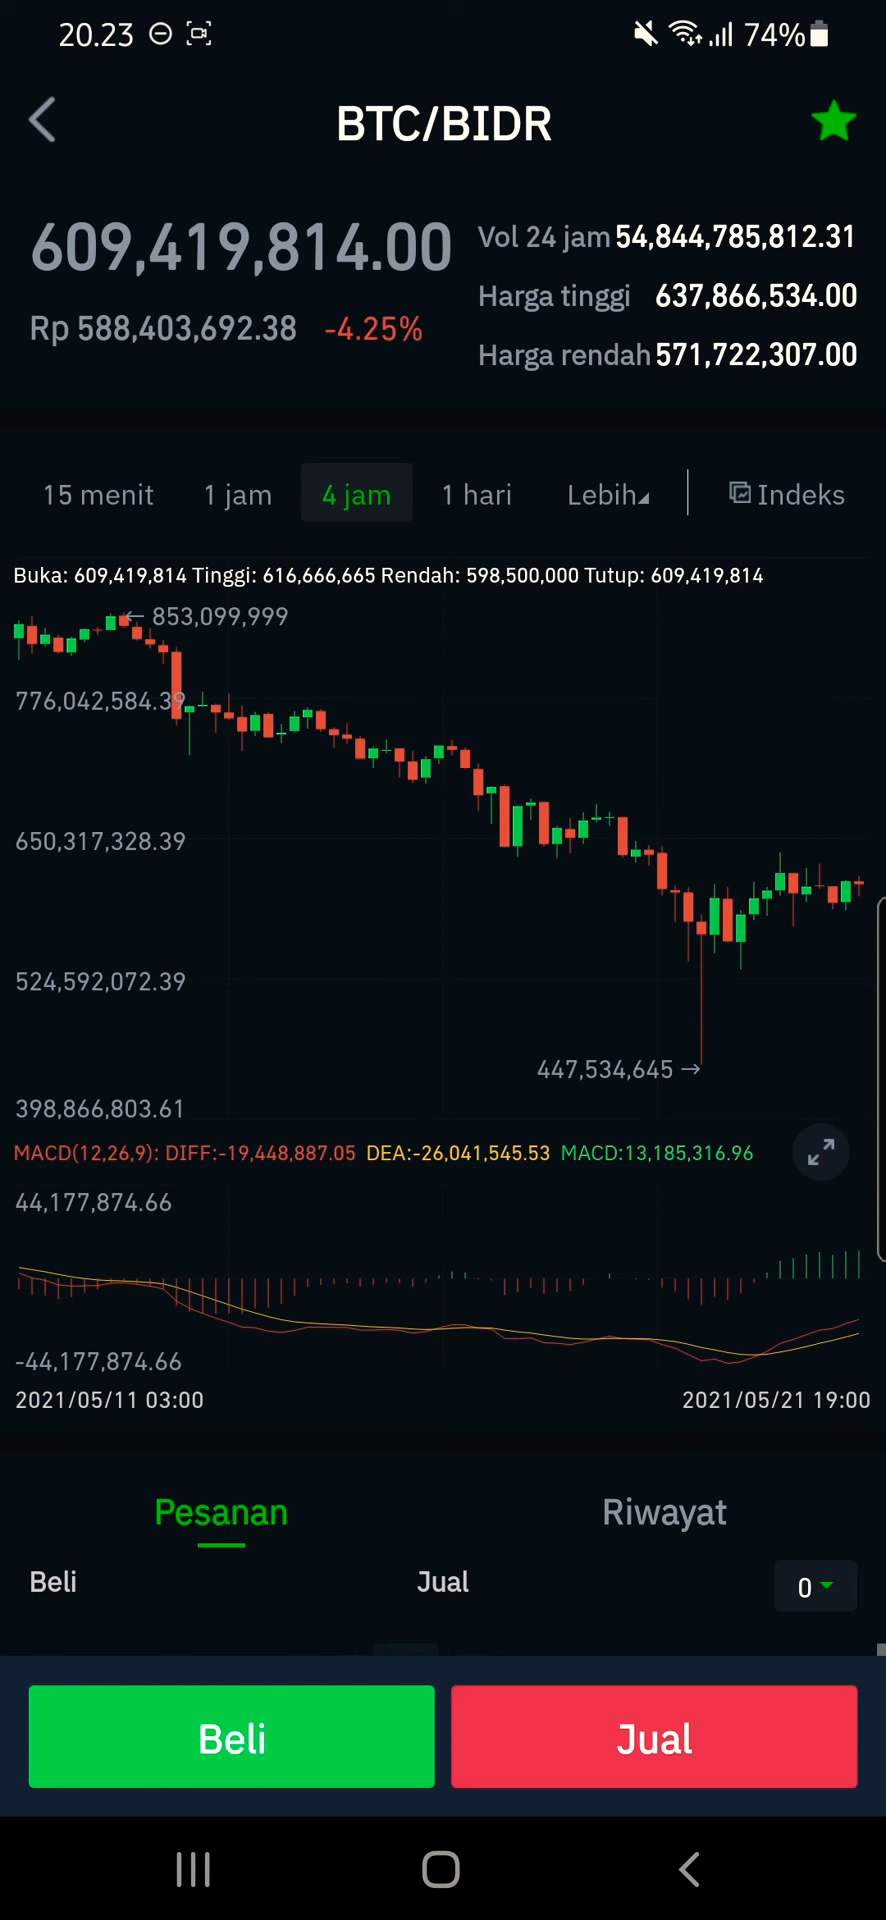 20.23 74%
BTC/BIDR
609,419,814.00
Rp 588,403,692.38 -4.25%
Vol 24 jam 54,844,785,812.31
Harga tinggi 637,866,534.00
Harga rendah 571,722,307.00
15 menit 1 jam 4 jam 1 hari Lebih Indeks
Buka: 609,419,814 Tinggi: 616,666,665 Rendah: 598,500,000 Tutup: 609,419,814
← 853,099,999
776,042,584.39
650,317,328.39
524,592,072.39
447,534,645 →
398,866,803.61
MACD(12,26,9): DIFF:-19,448,887.05 DEA:-26,041,545.53 MACD:13,185,316.96
44,177,874.66
-44,177,874.66
2021/05/11 03:00 2021/05/21 19:00
Pesanan Riwayat
Beli Jual 0
Beli Jual